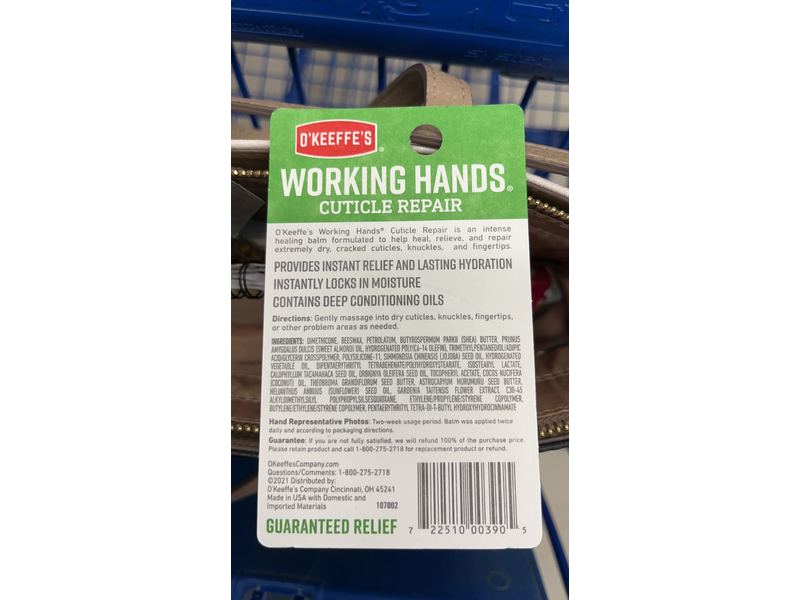 O'KEEFFE'S®
WORKING HANDS®
CUTICLE REPAIR
O'Keeffe's Working Hands® Cuticle Repair is an intense
healing balm formulated to help heal, relieve, and repair
extremely dry, cracked cuticles, knuckles, and fingertips.
PROVIDES INSTANT RELIEF AND LASTING HYDRATION
INSTANTLY LOCKS IN MOISTURE
CONTAINS DEEP CONDITIONING OILS
Directions: Gently massage into dry cuticles, knuckles, fingertips,
or other problem areas as needed.
INGREDIENTS: DIMETHICONE, BEESWAX, PETROLATUM, BUTYROSPERMUM PARKII (SHEA) BUTTER, PRUNUS
AMYGDALUS DULCIS (SWEET ALMOND) OIL, HYDROGENATED POLY(C6-14 OLEFIN), TRIMETHYLPENTANEDIOL/ADIPIC
ACID/GLYCERIN CROSSPOLYMER, POLYSILICONE-11, SIMMONDSIA CHINENSIS (JOJOBA) SEED OIL, HYDROGENATED
VEGETABLE OIL, DIPENTAERYTHRITYL TETRABEHENATE/POLYHYDROXYSTEARATE, ISOSTEARYL LACTATE,
CALOPHYLLUM TACAMAHACA SEED OIL, ORBIGNYA OLEIFERA SEED OIL, TOCOPHERYL ACETATE, COCOS NUCIFERA
(COCONUT) OIL, THEOBROMA GRANDIFLORUM SEED BUTTER, ASTROCARYUM MURUMURU SEED BUTTER,
HELIANTHUS ANNUUS (SUNFLOWER) SEED OIL, GARDENIA TAITENSIS FLOWER EXTRACT, C30-45
ALKYLDIMETHYLSILYL POLYPROPYLSILSESQUIOXANE, ETHYLENE/PROPYLENE/STYRENE COPOLYMER,
BUTYLENE/ETHYLENE/STYRENE COPOLYMER, PENTAERYTHRITYL TETRA-DI-T-BUTYL HYDROXYHYDROCINNAMATE
Hand Representative Photos: Two-week usage period. Balm was applied twice
daily and according to packaging directions.
Guarantee: If you are not fully satisfied, we will refund 100% of the purchase price.
Please retain product and call 1-800-275-2718 for replacement product or refund.
OKeeffesCompany.com
Questions/Comments: 1-800-275-2718
©2021 Distributed by:
O'Keeffe's Company Cincinnati, OH 45241
Made in USA with Domestic and
Imported Materials 107002
GUARANTEED RELIEF
7 22510 00390 5